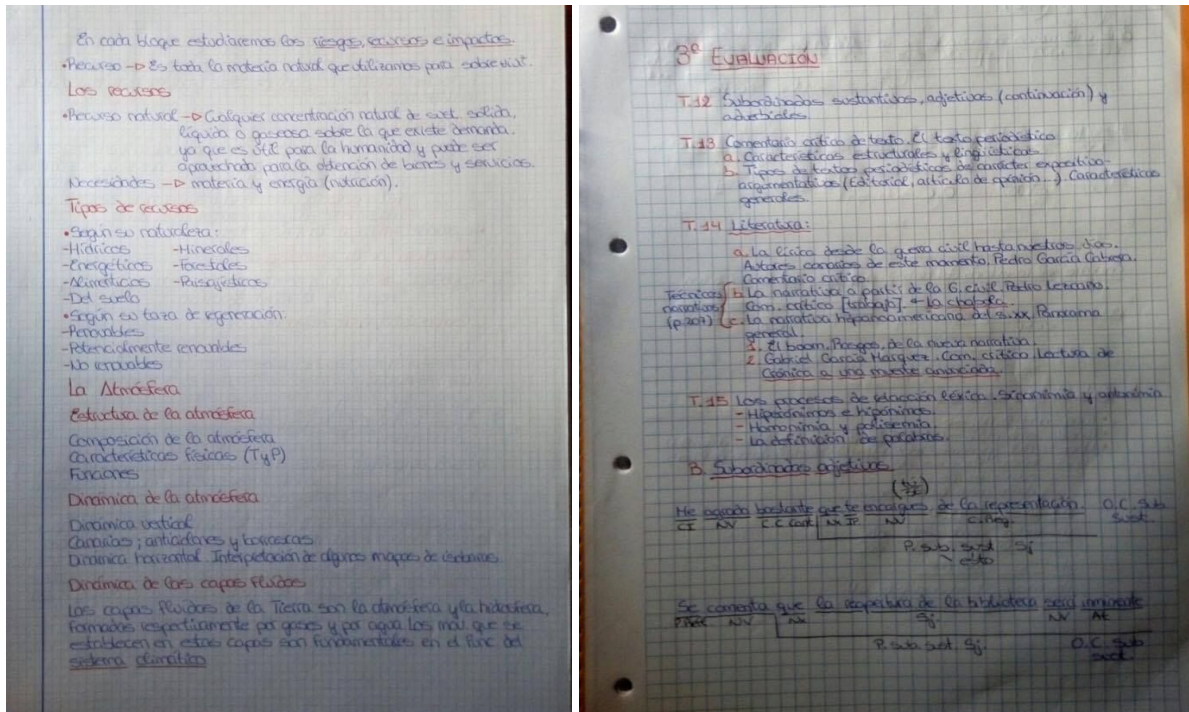 En cada bloque estudiaremos los riesgos, recursos e impactos.
•Recurso -▷ Es toda la materia natural que utilizamos para sobrevivir.
Los recursos
•Recurso natural -▷ Cualquier concentración natural de sust. sólida,
líquida o gaseosa sobre la que existe demanda.
ya que es útil para la humanidad y puede ser
aprovechado para la obtención de bienes y servicios.
Necesidades -▷ materia y energía (nutrición).
Tipos de recursos
•Según su naturaleza:
-Hídricos -Minerales
-Energéticos -Forestales
-Alimenticios -Paisajísticos
-Del suelo
•Según su taza de regeneración:
-Renovables
-Potencialmente renovables
-No renovables
La Atmósfera
Estructura de la atmósfera
Composición de la atmósfera
Características físicas (T y P)
Funciones
Dinámica de la atmósfera
Dinámica vertical
Canarias; anticiclones y borrascas
Dinámica horizontal. Interpretación de algunos mapas de isobaras.
Dinámica de las capas fluidas
Las capas fluidas de la Tierra son la atmósfera y la hidrosfera,
formadas respectivamente por gases y por agua. Los mov. que se
establecen en estas capas son fundamentales en el func. del
sistema climático
3ª EVALUACIÓN
T.12 Subordinadas sustantivas, adjetivas (continuación) y
adverbiales.
T.13 Comentario crítico de texto. El texto periodístico
a. Características estructurales y lingüísticas.
b. Tipos de textos periodísticos de carácter expositivo-
argumentativos (Editorial, artículo de opinión...). Características
generales.
T.14 Literatura:
a. La lírica desde la guerra civil hasta nuestros días.
Autores canarios de este momento, Pedro García Cabrera.
Comentario crítico.
Técnicas narrativas (p.207)
b. La narrativa a partir de la G. civil. Pedro Lezcano.
Com. crítico [trabajo]. + La chabola.
c. La narrativa hispanoamericana del s.XX. Panorama
general.
1. El boom. Rasgos de la nueva narrativa.
2. Gabriel García Márquez. Com. crítico. Lectura de
Crónica a una muerte anunciada.
T.15 Los procesos de relación léxica. Sinonimia y antonimia
- Hiperónimos e hipónimos.
- Homonimia y polisemia.
- La definición de palabras.
B. Subordinadas adjetivas
Me agrada bastante que te encargues de la representación. O.C. Sub
CI NV C.C. Cant Nx NV C.Reg. Sust.
P. sub. sust Sj
esto
Se comenta que la reapertura de la biblioteca será inminente
NV Nx Sj. NV At
P. sub. sust. Sj. O.C. Sub
sust.